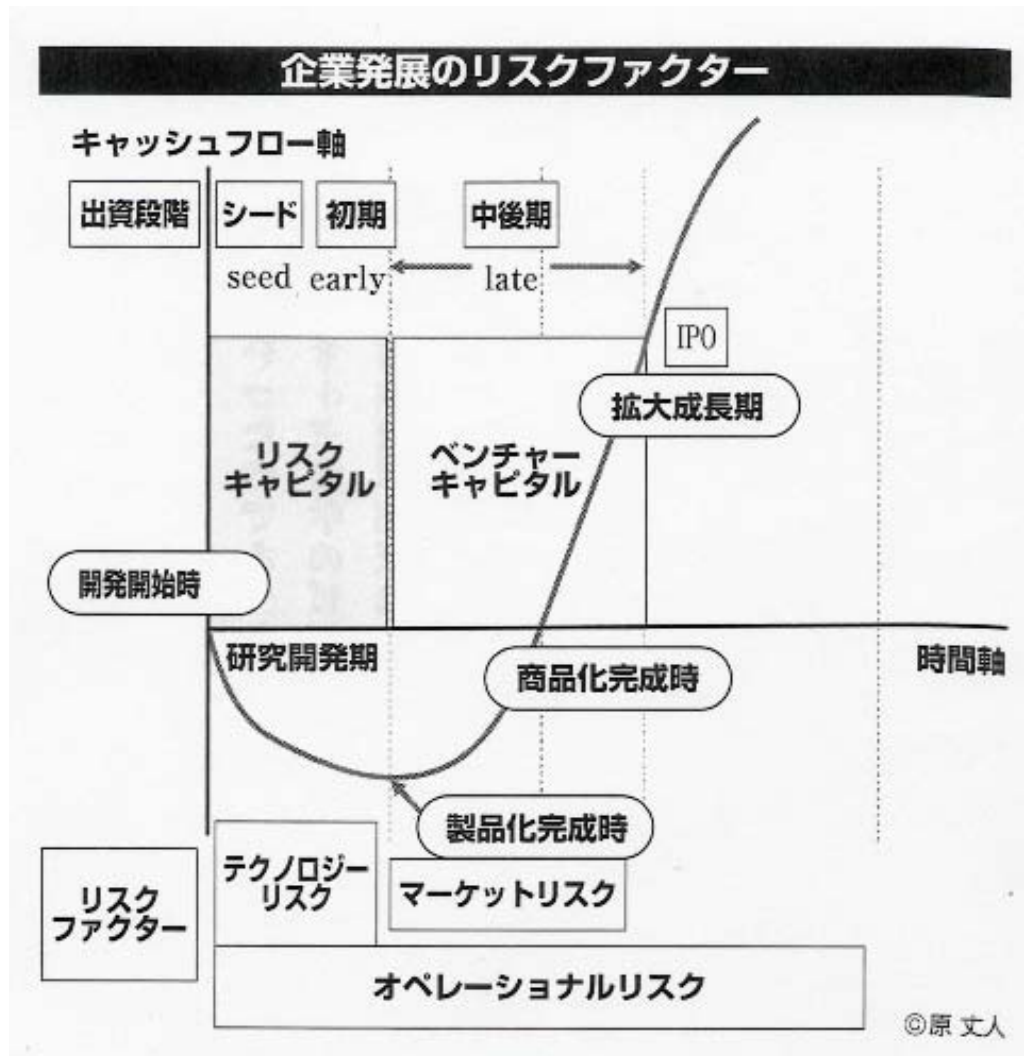 企業発展のリスクファクター
キャッシュフロー軸
出資段階
シード
初期
中後期
seed
early
late
IPO
拡大成長期
リスク
キャピタル
ベンチャー
キャピタル
開発開始時
研究開発期
商品化完成時
時間軸
製品化完成時
リスク
ファクター
テクノロジー
リスク
マーケットリスク
オペレーショナルリスク
©原 丈人